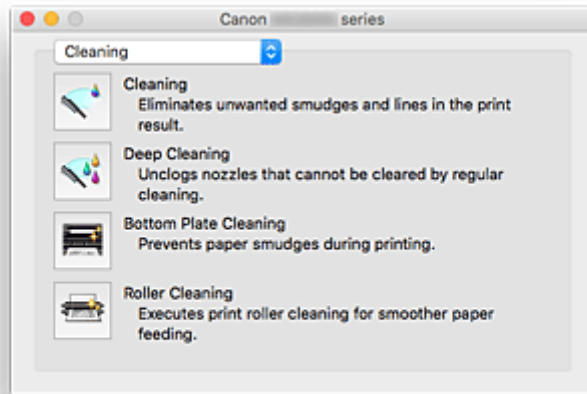 Canon series
Cleaning
Cleaning
Eliminates unwanted smudges and lines in the print
result.
Deep Cleaning
Unclogs nozzles that cannot be cleared by regular
cleaning.
Bottom Plate Cleaning
Prevents paper smudges during printing.
Roller Cleaning
Executes print roller cleaning for smoother paper
feeding.